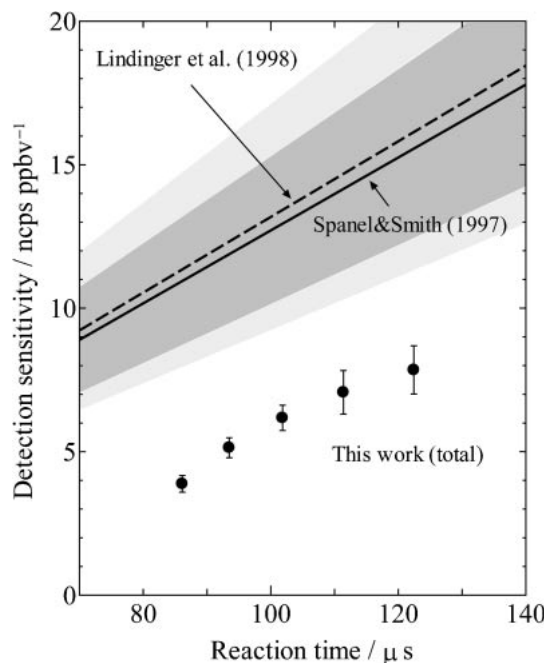 20
15
10
5
0
Detection sensitivity / ncps ppbv⁻¹
Lindinger et al. (1998)
Spanel&Smith (1997)
This work (total)
80 100 120 140
Reaction time / μ s